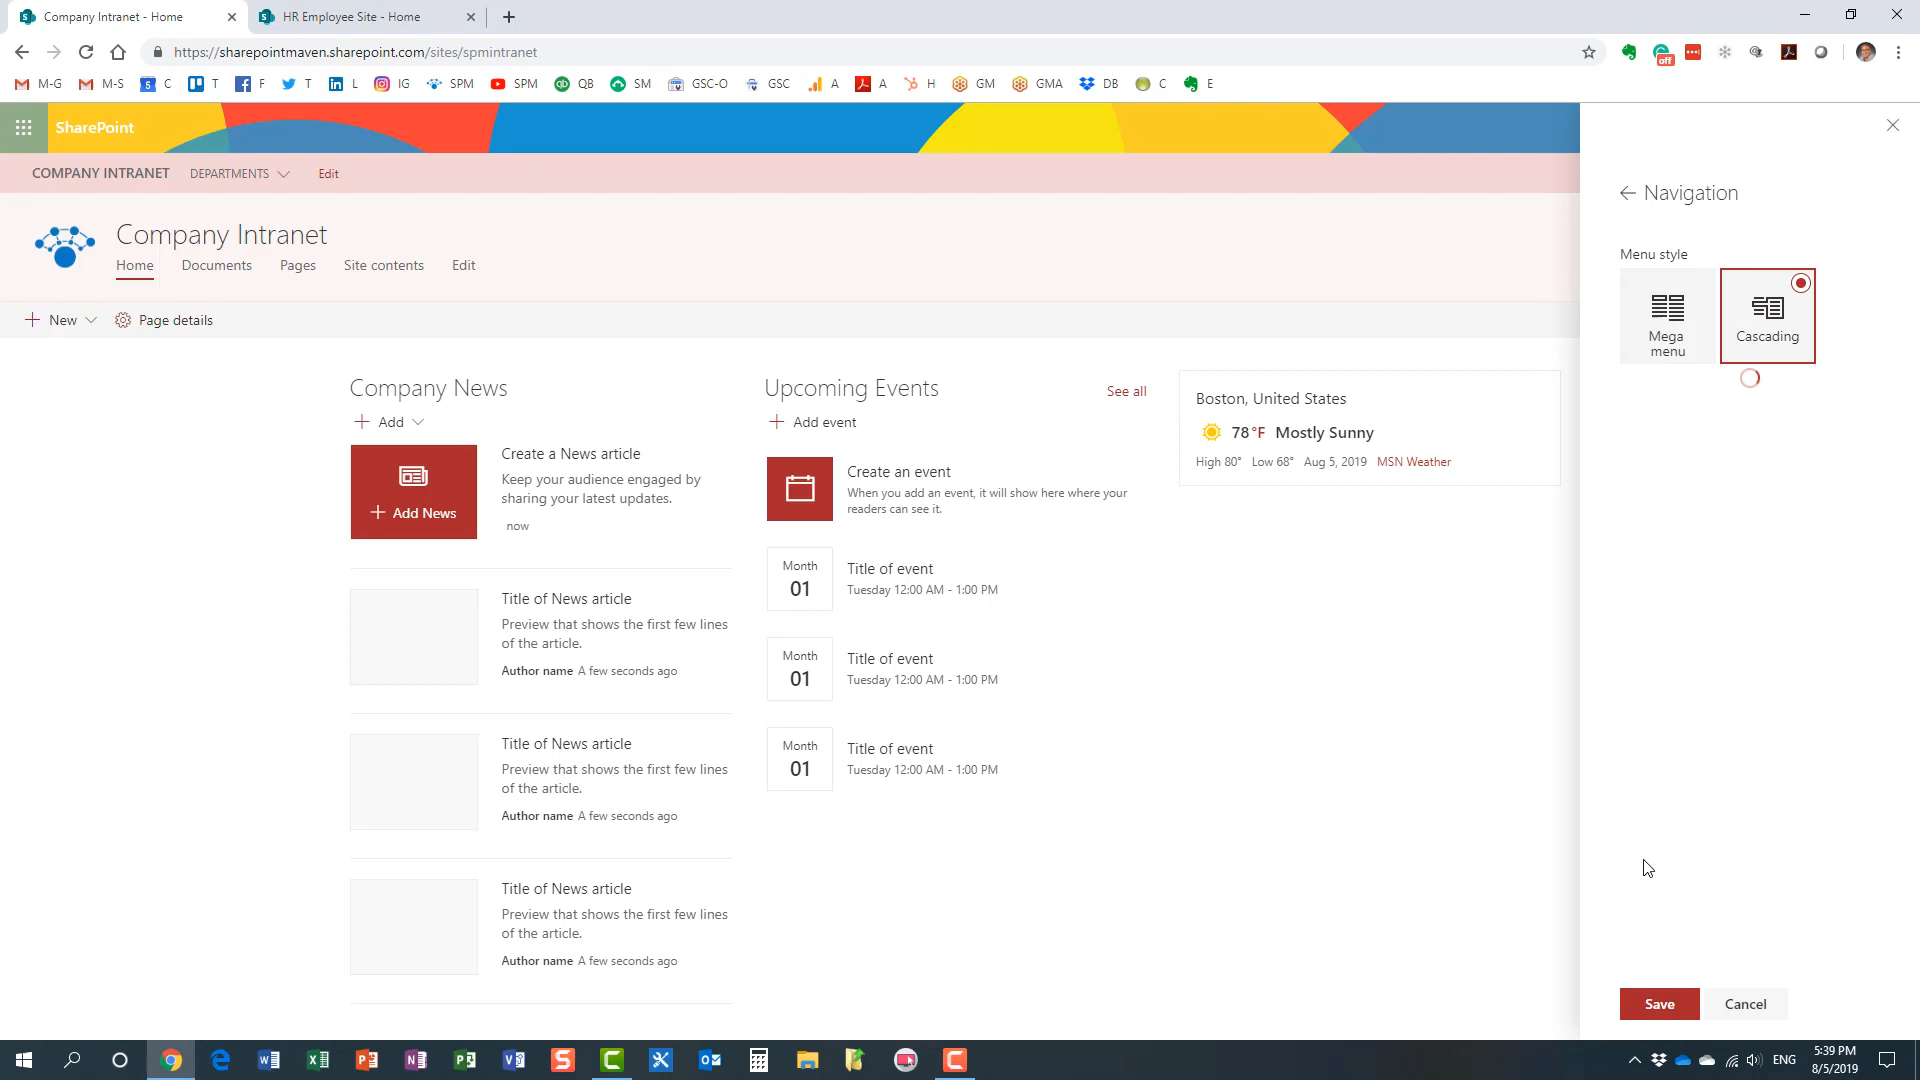 Company Intranet - Home
HR Employee Site - Home
https://sharepointmaven.sharepoint.com/sites/spmintranet
M-G M-S C T F T L IG SPM SPM QB SM GSC-O GSC A A H GM GMA DB C E
off
SharePoint
COMPANY INTRANET DEPARTMENTS Edit
Company Intranet
Home Documents Pages Site contents Edit
New Page details
Company News
Add
Add News
Create a News article
Keep your audience engaged by
sharing your latest updates.
now
Title of News article
Preview that shows the first few lines
of the article.
Author name A few seconds ago
Title of News article
Preview that shows the first few lines
of the article.
Author name A few seconds ago
Title of News article
Preview that shows the first few lines
of the article.
Author name A few seconds ago
Upcoming Events See all
Add event
Create an event
When you add an event, it will show here where your
readers can see it.
Month
01
Title of event
Tuesday 12:00 AM - 1:00 PM
Month
01
Title of event
Tuesday 12:00 AM - 1:00 PM
Month
01
Title of event
Tuesday 12:00 AM - 1:00 PM
Boston, United States
78°F Mostly Sunny
High 80° Low 68° Aug 5, 2019 MSN Weather
Navigation
Menu style
Mega
menu
Cascading
Save Cancel
ENG
5:39 PM
8/5/2019